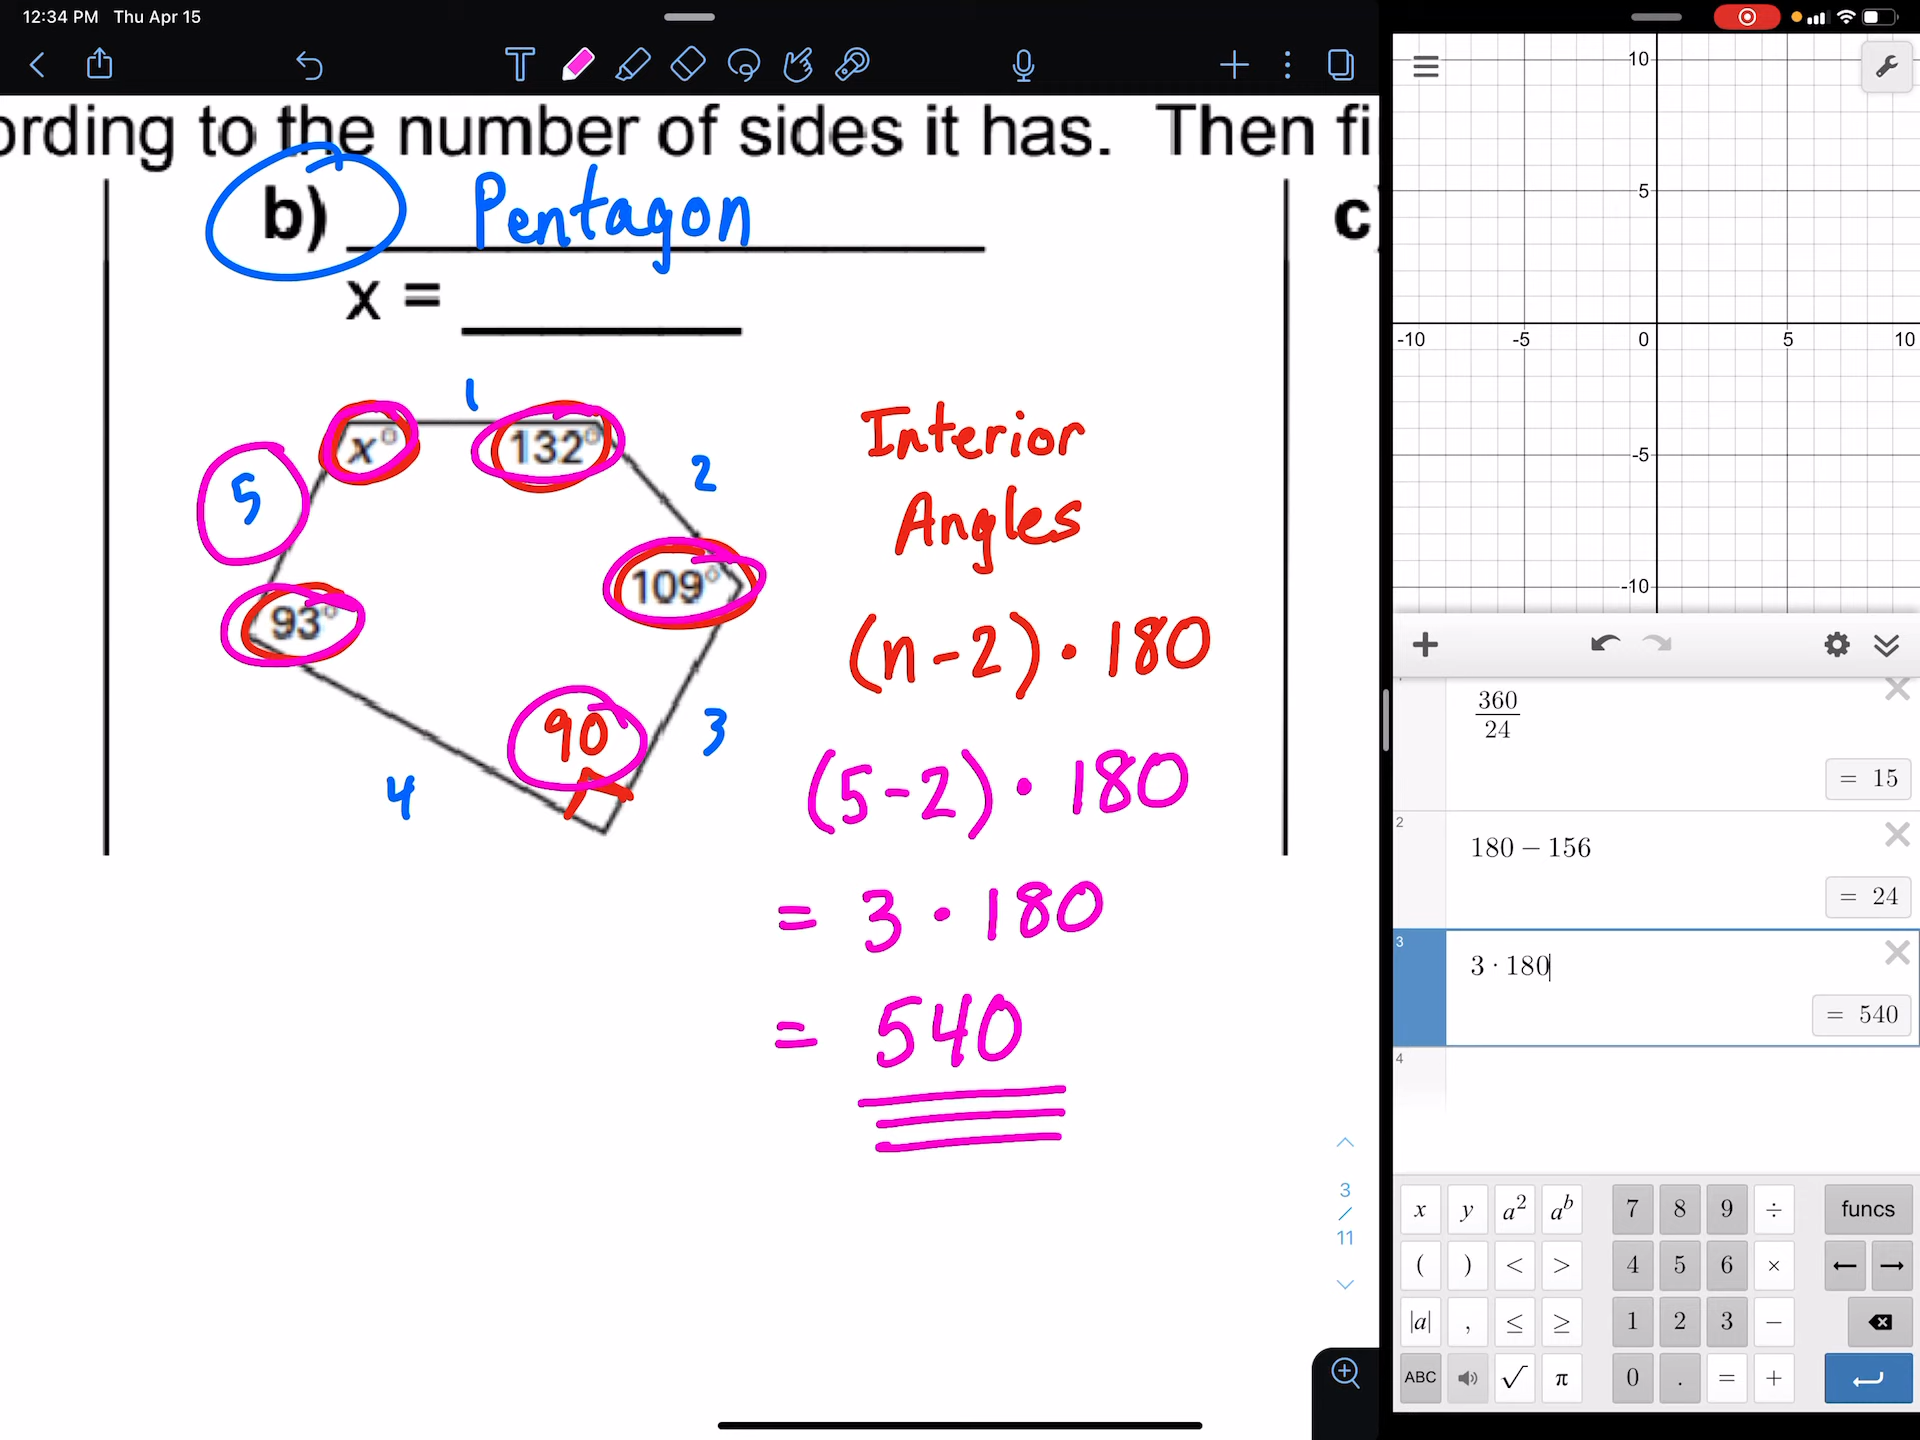 12:34 PM Thu Apr 15
ording to the number of sides it has. Then fi
b) Pentagon
c)
x =
1
x° 132°
5
2
109°
93°
90
3
4
Interior
Angles
(n-2) · 180
(5-2) · 180
= 3 · 180
= 540
3
/
11
10
5
-10 -5 0 5 10
-5
-10
360
24
= 15
2
180 − 156
= 24
3
3 · 180
= 540
4
x y a² aᵇ 7 8 9 ÷ funcs
( ) < > 4 5 6 × ← →
|a| , ≤ ≥ 1 2 3 −
ABC √ π 0 . = +